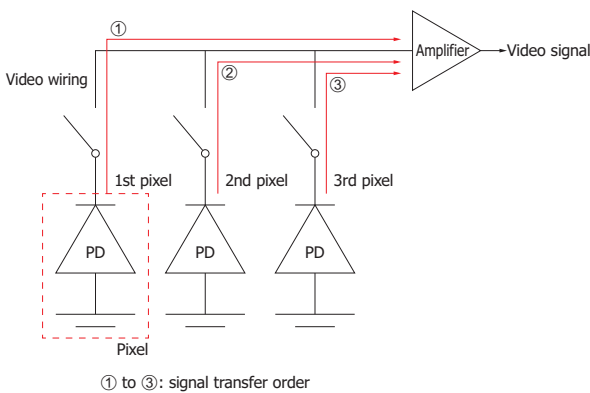 ①
Amplifier
Video signal
②
Video wiring
③
1st pixel
2nd pixel
3rd pixel
PD
PD
PD
Pixel
① to ③: signal transfer order